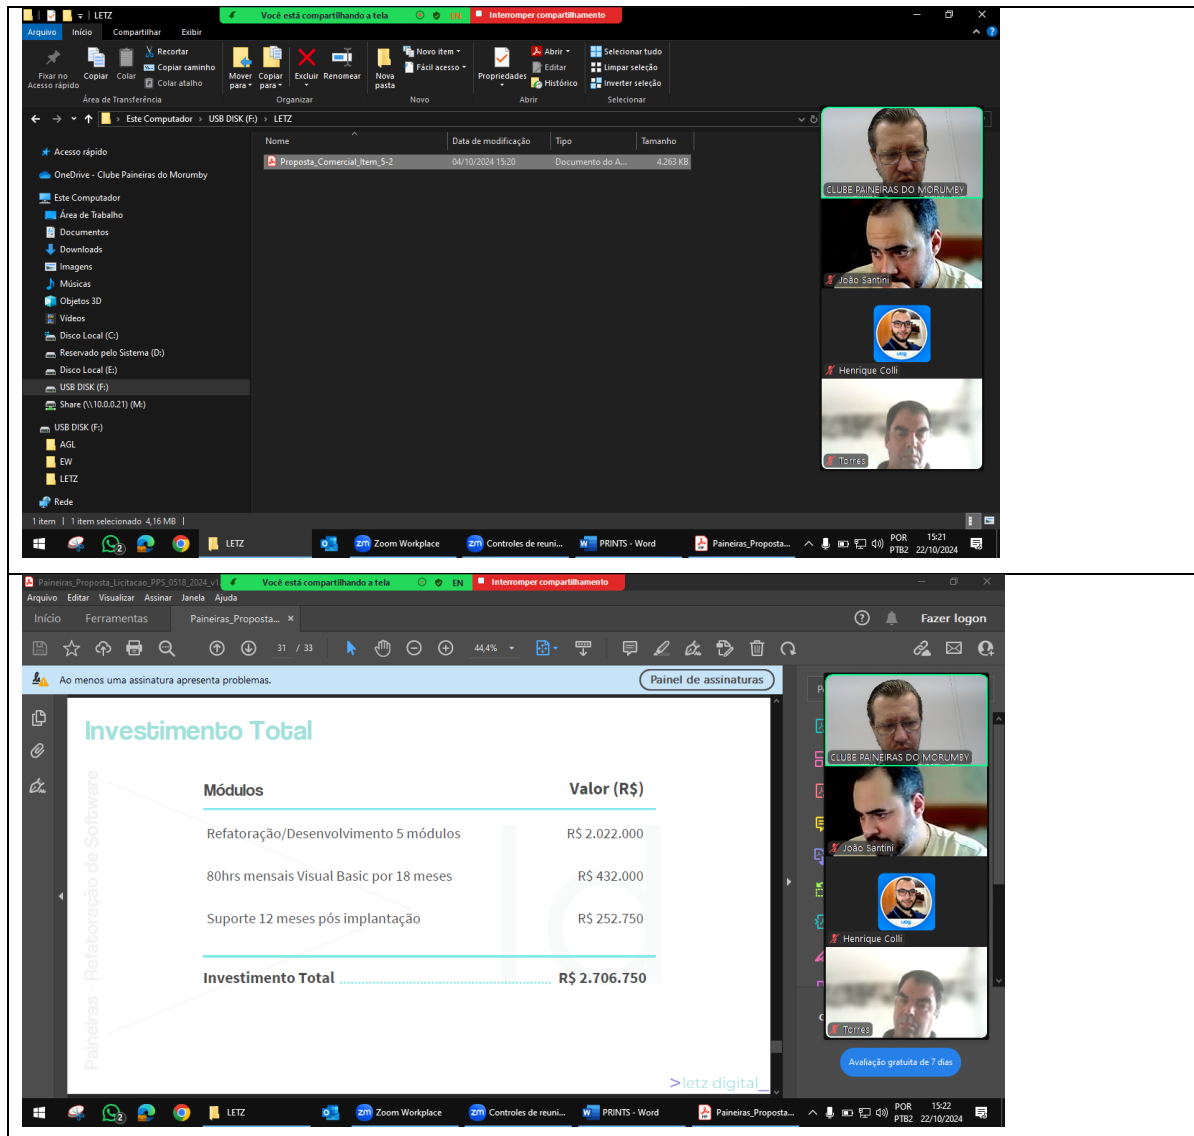 LETZ
Você está compartilhando a tela
EN
Interromper compartilhamento
Arquivo Início Compartilhar Exibir
Fixar no Acesso rápido
Copiar
Colar
Recortar
Copiar caminho
Colar atalho
Mover para
Copiar para
Excluir
Renomear
Nova pasta
Novo item
Fácil acesso
Propriedades
Abrir
Editar
Histórico
Selecionar tudo
Limpar seleção
Inverter seleção
Área de Transferência
Organizar
Novo
Abrir
Selecionar
Este Computador > USB DISK (F:) > LETZ
Nome Data de modificação Tipo Tamanho
Proposta_Comercial_Item_5-2 04/10/2024 15:20 Documento do A... 4.263 KB
Acesso rápido
OneDrive - Clube Paineiras do Morumby
Este Computador
Área de Trabalho
Documentos
Downloads
Imagens
Músicas
Objetos 3D
Vídeos
Disco Local (C:)
Reservado pelo Sistema (D:)
Disco Local (E:)
USB DISK (F:)
Share (\\10.0.0.21) (M:)
USB DISK (F:)
AGL
EW
LETZ
Rede
CLUBE PAINEIRAS DO MORUMBY
João Santini
Henrique Colli
Torres
1 item | 1 item selecionado 4,16 MB |
2
LETZ
Zoom Workplace
Controles de reuni...
PRINTS - Word
Paineiras_Proposta...
POR
PTB2
15:21
22/10/2024
Paineiras_Proposta_Licitacao_PPS_0518_2024_v1
Você está compartilhando a tela
EN
Interromper compartilhamento
Arquivo Editar Visualizar Assinar Janela Ajuda
Início Ferramentas Paineiras_Proposta... ×
Fazer logon
31 / 33
44,4%
Ao menos uma assinatura apresenta problemas.
Painel de assinaturas
Investimento Total
Paineiras - Refatoração de Software
Módulos Valor (R$)
Refatoração/Desenvolvimento 5 módulos R$ 2.022.000
80hrs mensais Visual Basic por 18 meses R$ 432.000
Suporte 12 meses pós implantação R$ 252.750
Investimento Total R$ 2.706.750
>letz digital_
CLUBE PAINEIRAS DO MORUMBY
João Santini
Henrique Colli
Torres
Avaliação gratuita de 7 dias
2
LETZ
Zoom Workplace
Controles de reuni...
PRINTS - Word
Paineiras_Proposta...
POR
PTB2
15:22
22/10/2024